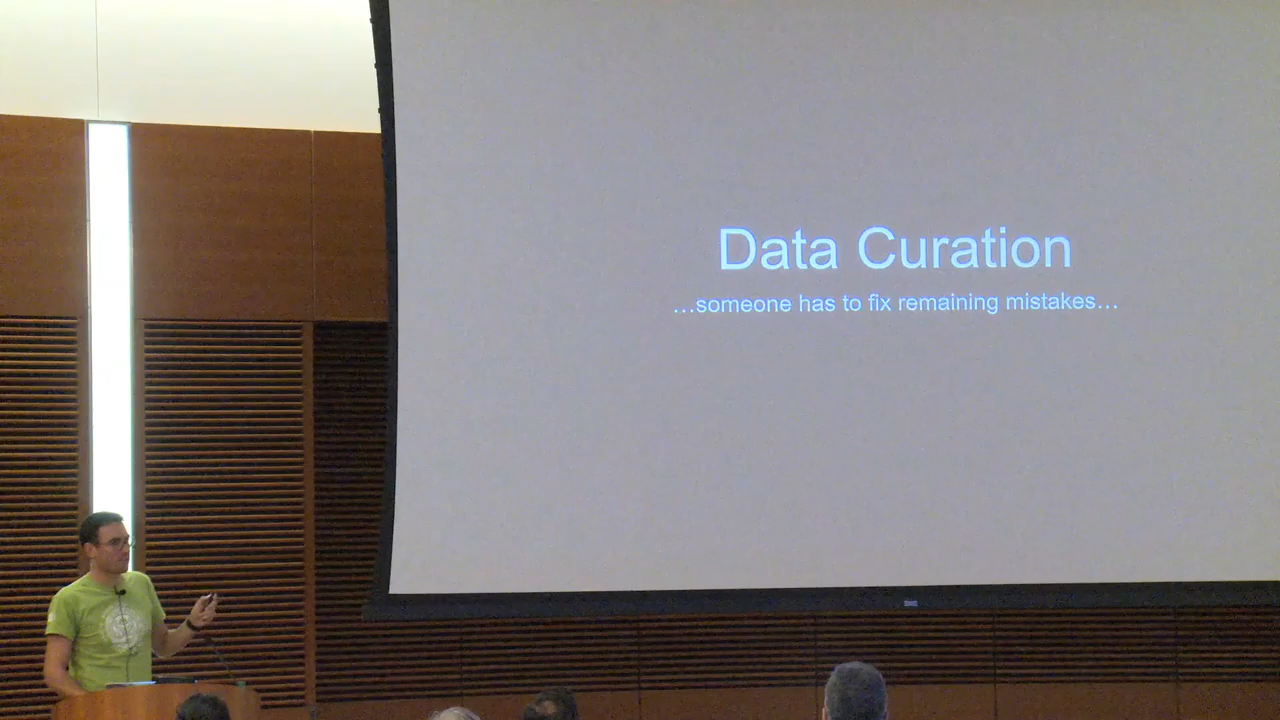 Data Curation
…someone has to fix remaining mistakes…